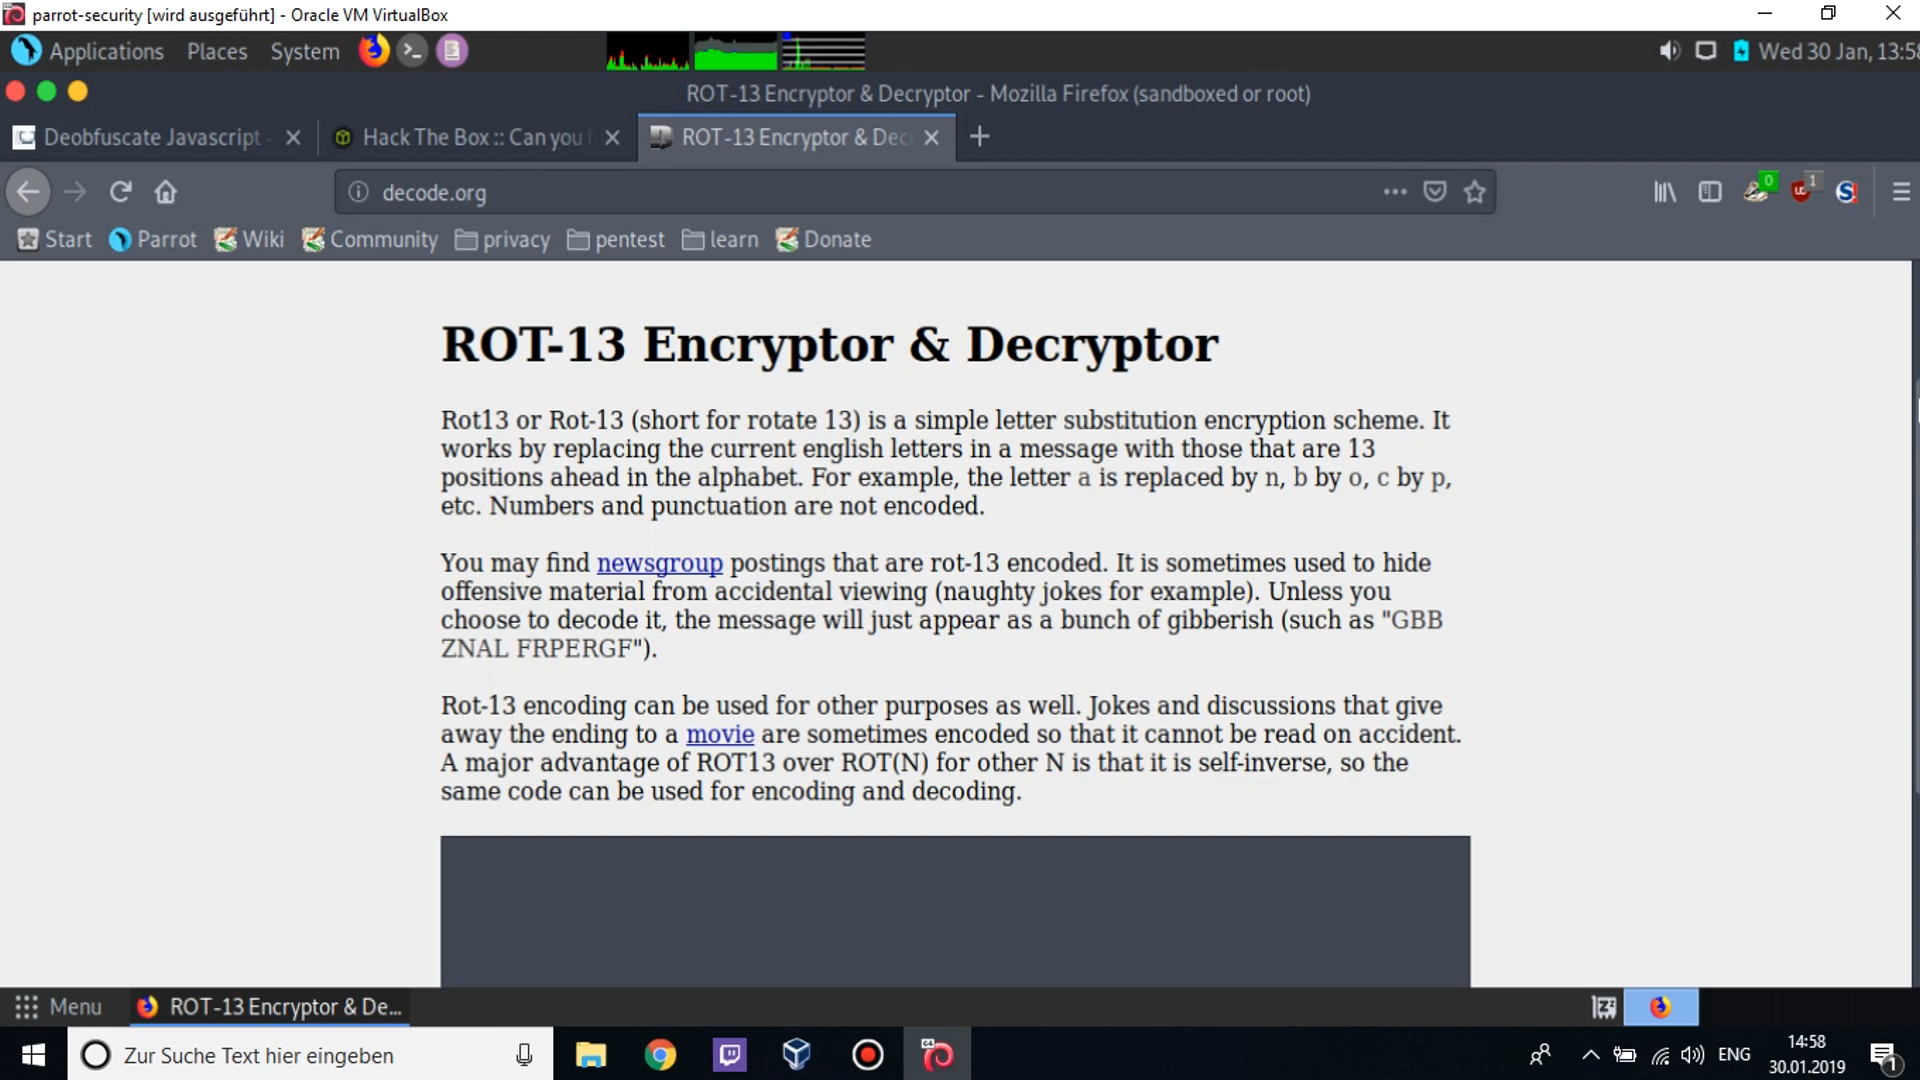 parrot-security [wird ausgeführt] - Oracle VM VirtualBox
Applications Places System Wed 30 Jan, 13:58
ROT-13 Encryptor & Decryptor - Mozilla Firefox (sandboxed or root)
Deobfuscate Javascript - Hack The Box :: Can you ROT-13 Encryptor & Dec
decode.org 0 1
Start Parrot Wiki Community privacy pentest learn Donate
ROT-13 Encryptor & Decryptor
Rot13 or Rot-13 (short for rotate 13) is a simple letter substitution encryption scheme. It
works by replacing the current english letters in a message with those that are 13
positions ahead in the alphabet. For example, the letter a is replaced by n, b by o, c by p,
etc. Numbers and punctuation are not encoded.
You may find newsgroup postings that are rot-13 encoded. It is sometimes used to hide
offensive material from accidental viewing (naughty jokes for example). Unless you
choose to decode it, the message will just appear as a bunch of gibberish (such as "GBB
ZNAL FRPERGF").
Rot-13 encoding can be used for other purposes as well. Jokes and discussions that give
away the ending to a movie are sometimes encoded so that it cannot be read on accident.
A major advantage of ROT13 over ROT(N) for other N is that it is self-inverse, so the
same code can be used for encoding and decoding.
Menu ROT-13 Encryptor & De...
Zur Suche Text hier eingeben
ENG
14:58
30.01.2019
1